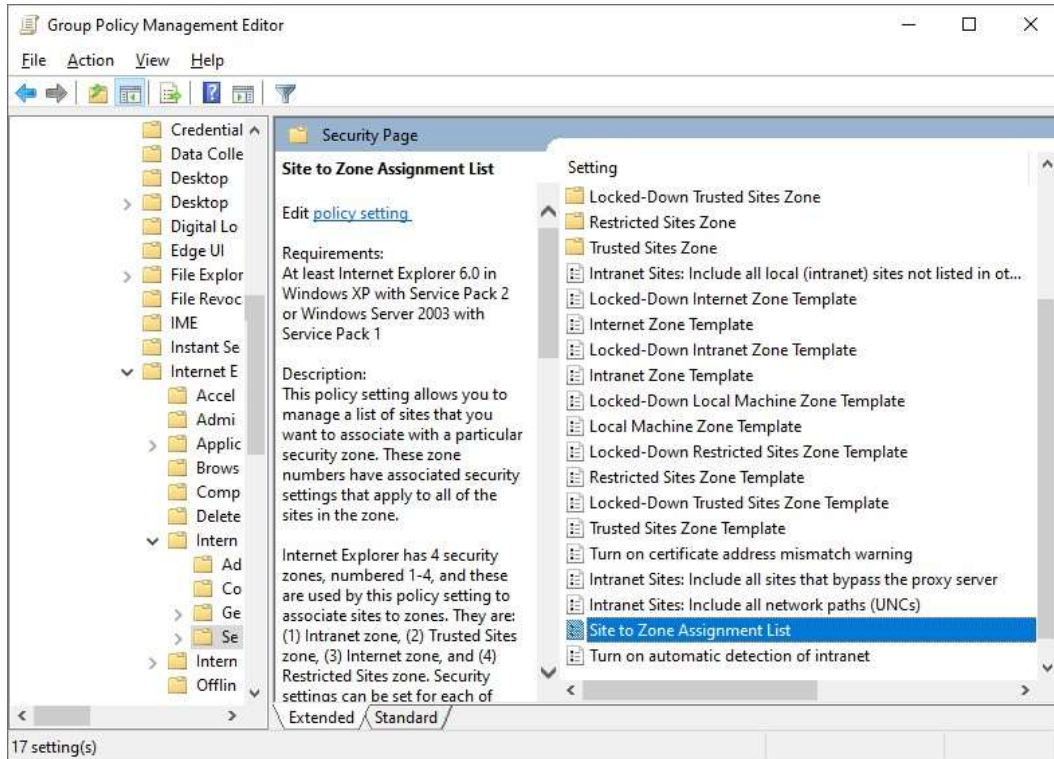 Group Policy Management Editor
File Action View Help
Credential
Data Colle
Desktop
Desktop
Digital Lo
Edge UI
File Explor
File Revoc
IME
Instant Se
Internet E
Accel
Admi
Applic
Brows
Comp
Delete
Intern
Ad
Co
Ge
Se
Intern
Offlin
Security Page
Site to Zone Assignment List
Edit policy setting
Requirements:
At least Internet Explorer 6.0 in
Windows XP with Service Pack 2
or Windows Server 2003 with
Service Pack 1
Description:
This policy setting allows you to
manage a list of sites that you
want to associate with a particular
security zone. These zone
numbers have associated security
settings that apply to all of the
sites in the zone.
Internet Explorer has 4 security
zones, numbered 1-4, and these
are used by this policy setting to
associate sites to zones. They are:
(1) Intranet zone, (2) Trusted Sites
zone, (3) Internet zone, and (4)
Restricted Sites zone. Security
settings can be set for each of
Setting
Locked-Down Trusted Sites Zone
Restricted Sites Zone
Trusted Sites Zone
Intranet Sites: Include all local (intranet) sites not listed in ot...
Locked-Down Internet Zone Template
Internet Zone Template
Locked-Down Intranet Zone Template
Intranet Zone Template
Locked-Down Local Machine Zone Template
Local Machine Zone Template
Locked-Down Restricted Sites Zone Template
Restricted Sites Zone Template
Locked-Down Trusted Sites Zone Template
Trusted Sites Zone Template
Turn on certificate address mismatch warning
Intranet Sites: Include all sites that bypass the proxy server
Intranet Sites: Include all network paths (UNCs)
Site to Zone Assignment List
Turn on automatic detection of intranet
Extended Standard
17 setting(s)